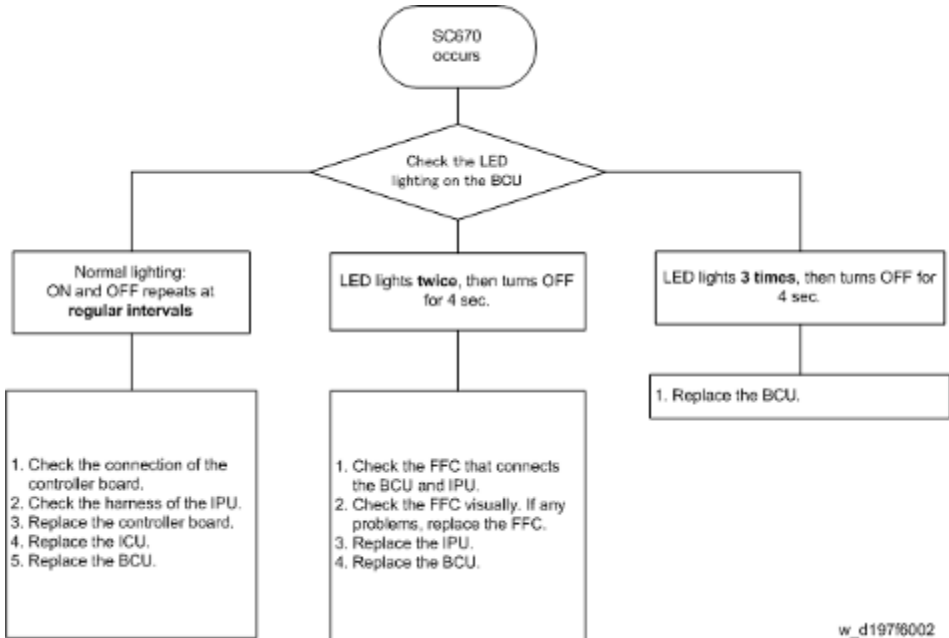 SC670
occurs
Check the LED
lighting on the BCU
Normal lighting:
ON and OFF repeats at
regular intervals
LED lights twice, then turns OFF
for 4 sec.
LED lights 3 times, then turns OFF for
4 sec.
1. Check the connection of the
controller board.
2. Check the harness of the IPU.
3. Replace the controller board.
4. Replace the ICU.
5. Replace the BCU.
1. Check the FFC that connects
the BCU and IPU.
2. Check the FFC visually. If any
problems, replace the FFC.
3. Replace the IPU.
4. Replace the BCU.
1. Replace the BCU.
w_d197f6002